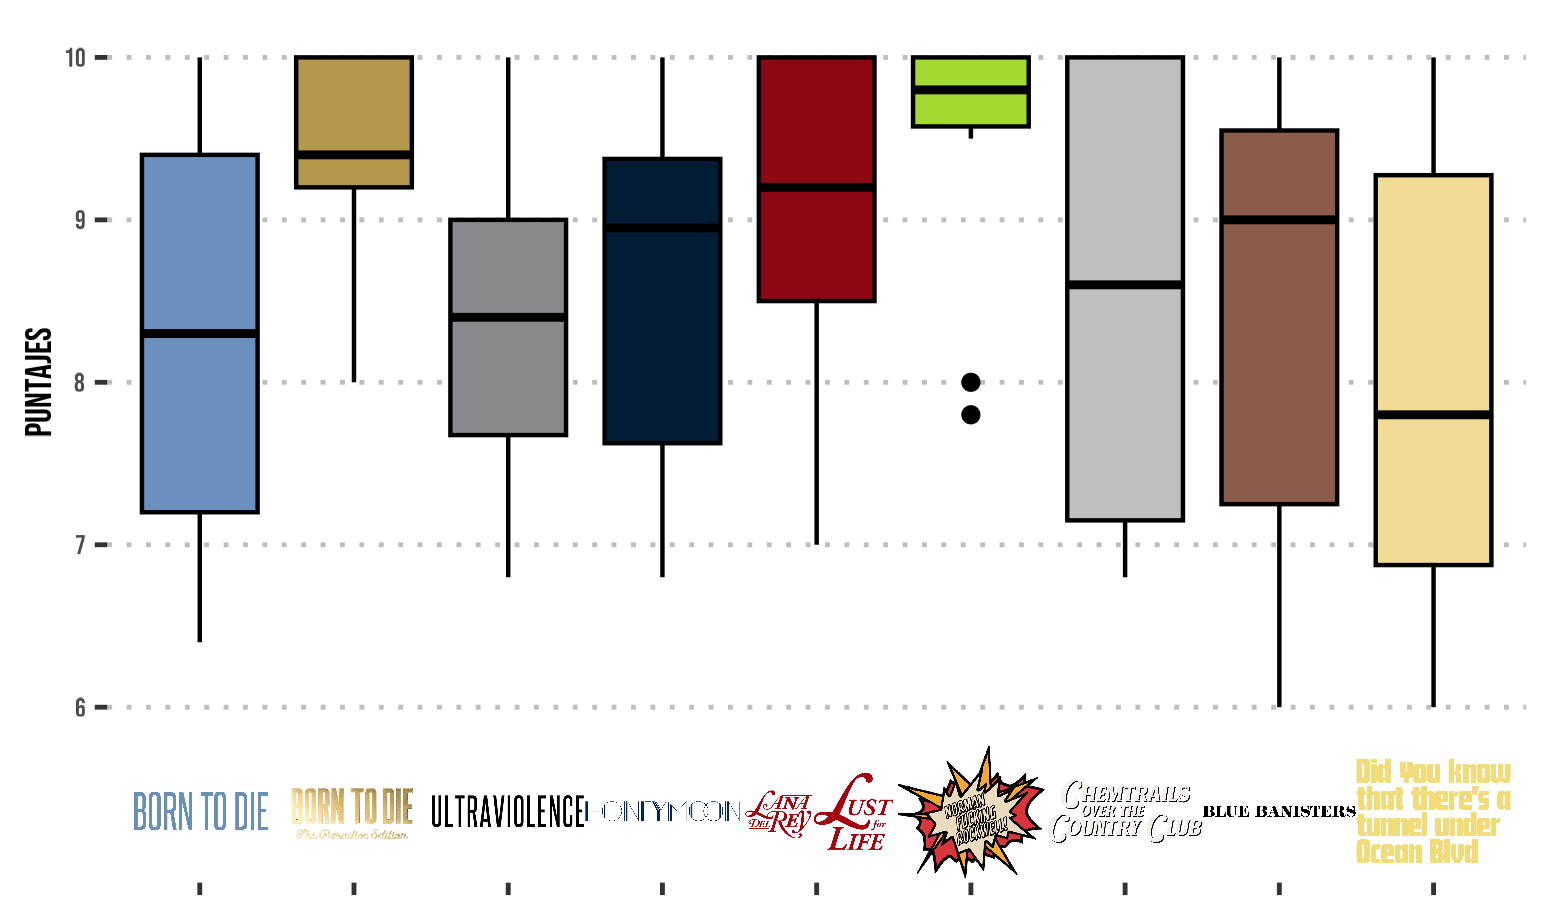 10
9
8
7
6
PUNTAJES
BORN TO DIE
BORN TO DIE
The Paradise Edition
ULTRAVIOLENCE
HONEYMOON
LANA
DEL REY
LUST
for
LIFE
NORMAN
FUCKING
ROCKWELL!
CHEMTRAILS
OVER THE
COUNTRY CLUB
BLUE BANISTERS
Did you know
that there's a
tunnel under
Ocean Blvd